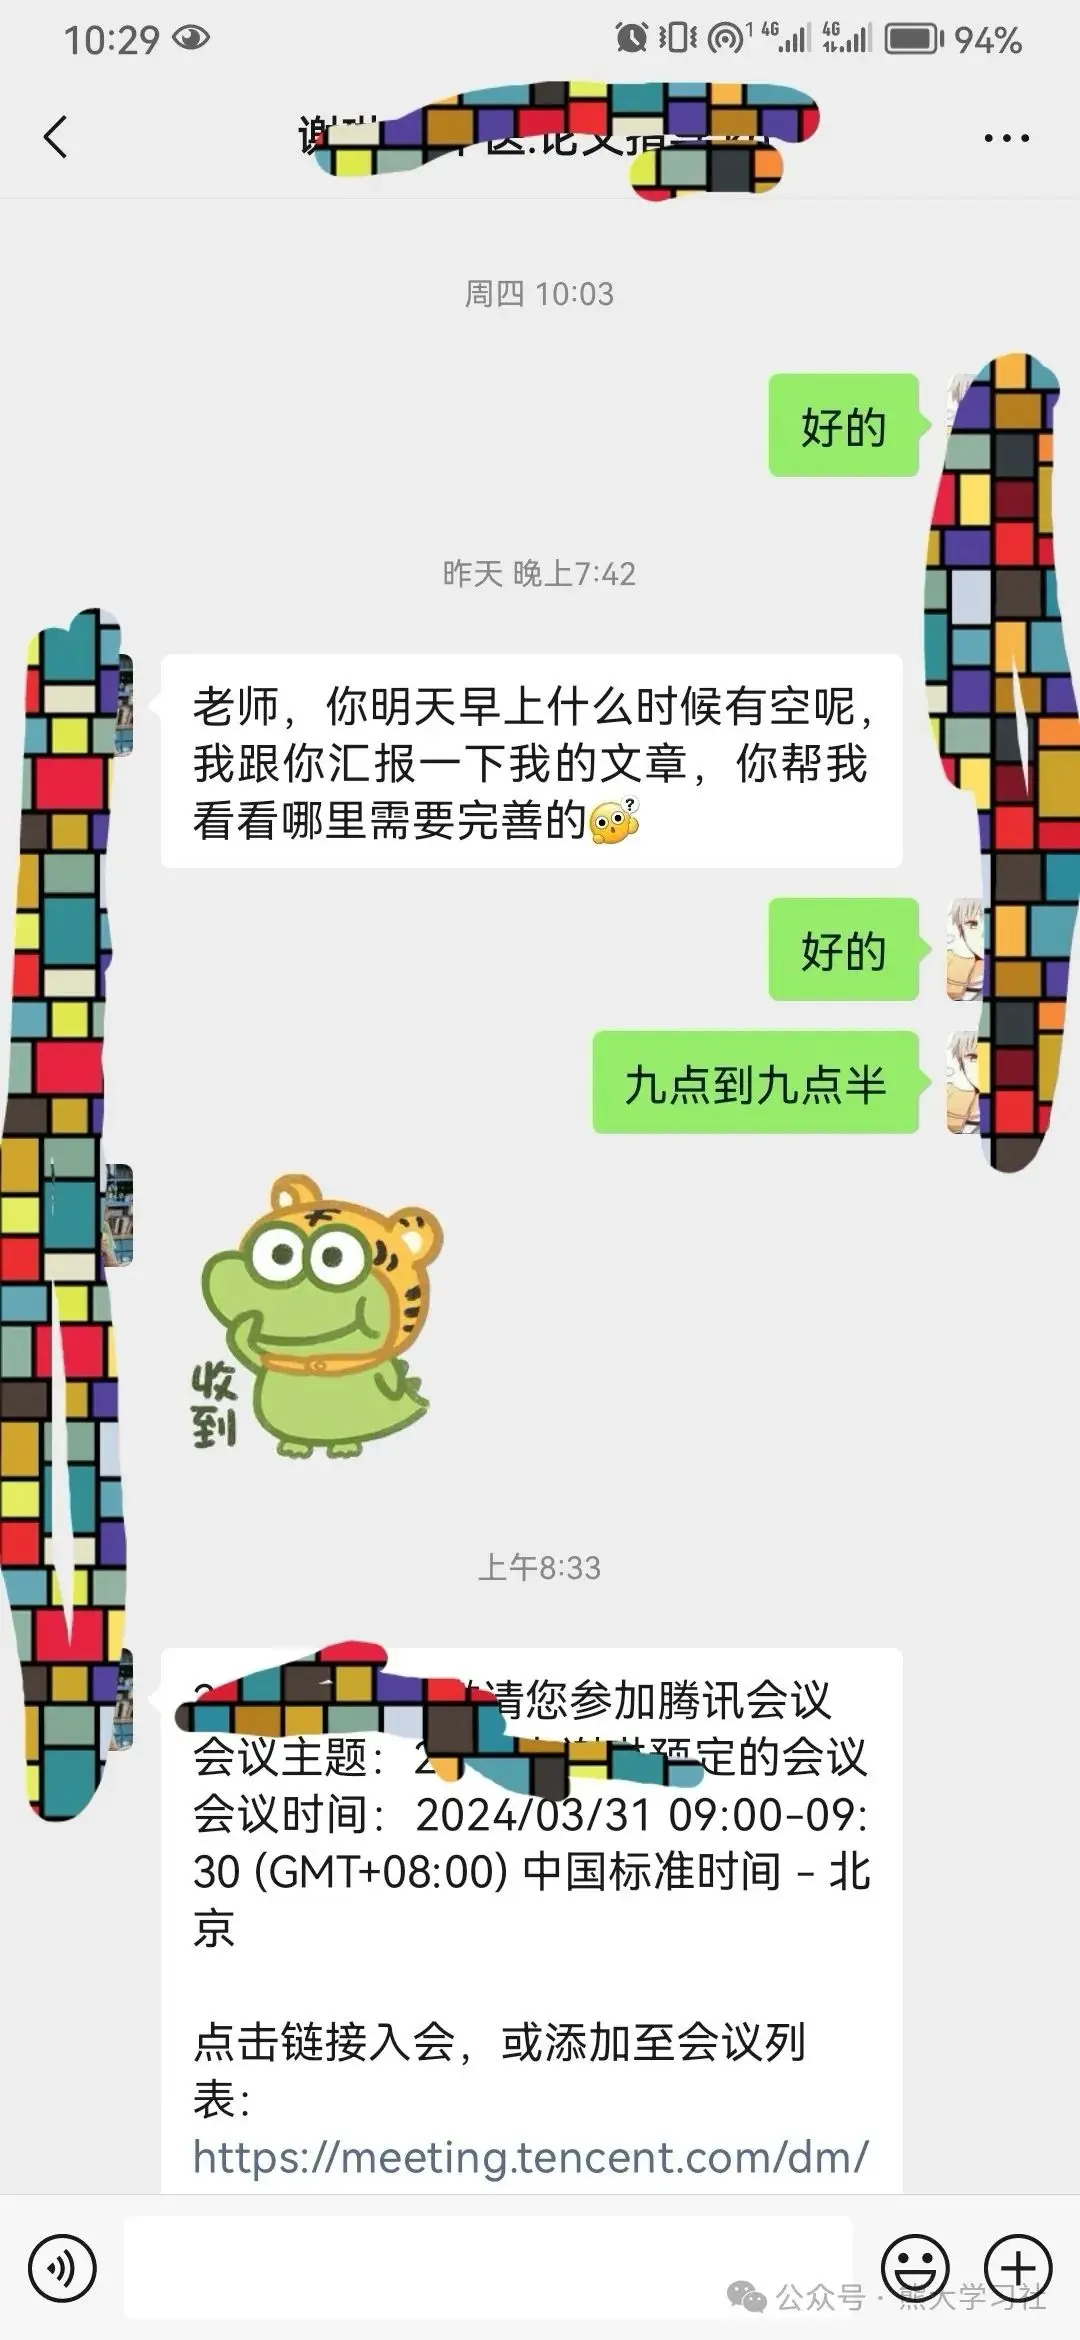 10:29
1 4G 4G 94%
医.论文指导
周四 10:03
好的
昨天 晚上7:42
老师，你明天早上什么时候有空呢，
我跟你汇报一下我的文章，你帮我
看看哪里需要完善的
好的
九点到九点半
收
到
上午8:33
请您参加腾讯会议
会议主题：2 预定的会议
会议时间：2024/03/31 09:00-09:
30 (GMT+08:00) 中国标准时间 - 北
京
点击链接入会，或添加至会议列
表：
https://meeting.tencent.com/dm/
公众号 · 熊大学习社